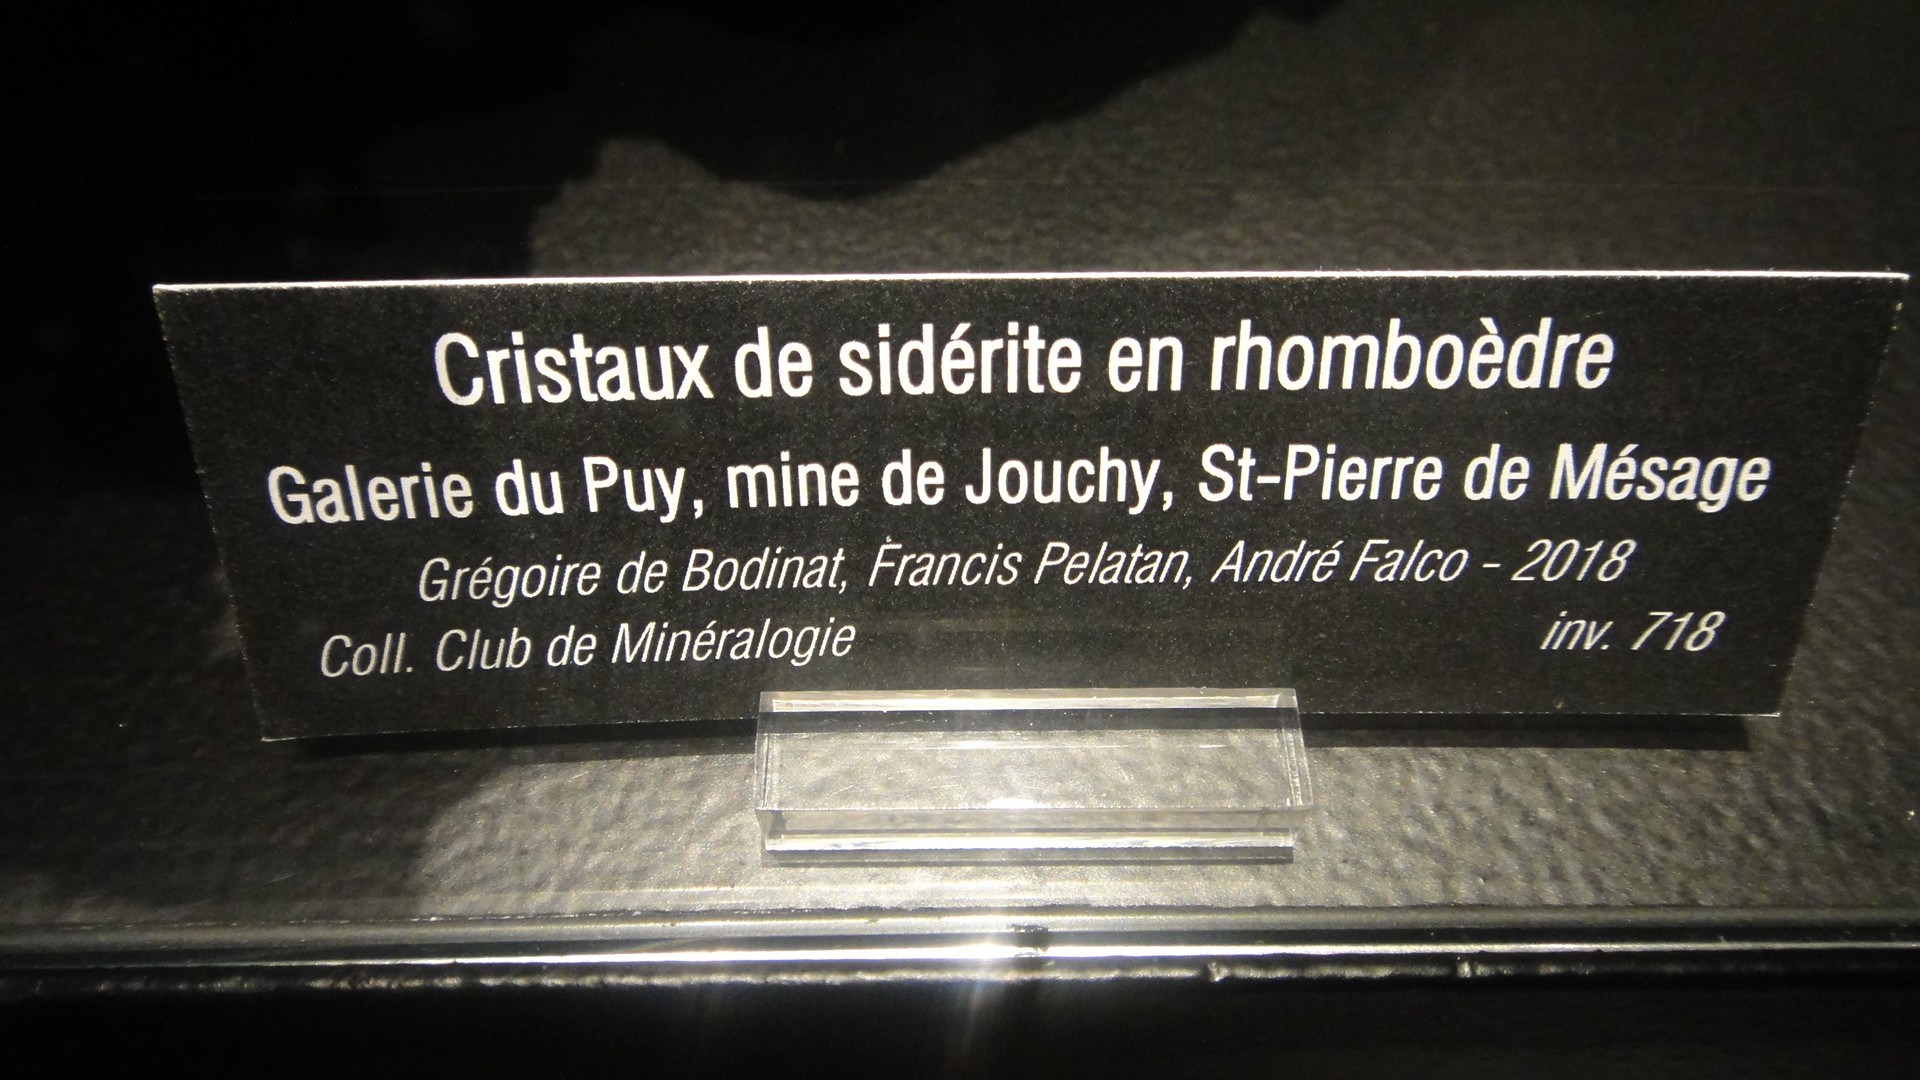 Cristaux de sidérite en rhomboèdre
Galerie du Puy, mine de Jouchy, St-Pierre de Mésage
Grégoire de Bodinat, Francis Pelatan, André Falco - 2018
Coll. Club de Minéralogie inv. 718